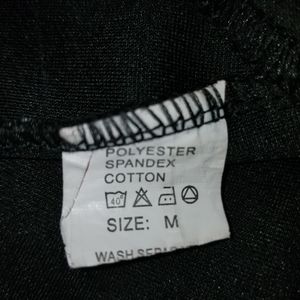 POLYESTER
SPANDEX
COTTON
40°
SIZE: M
WASH